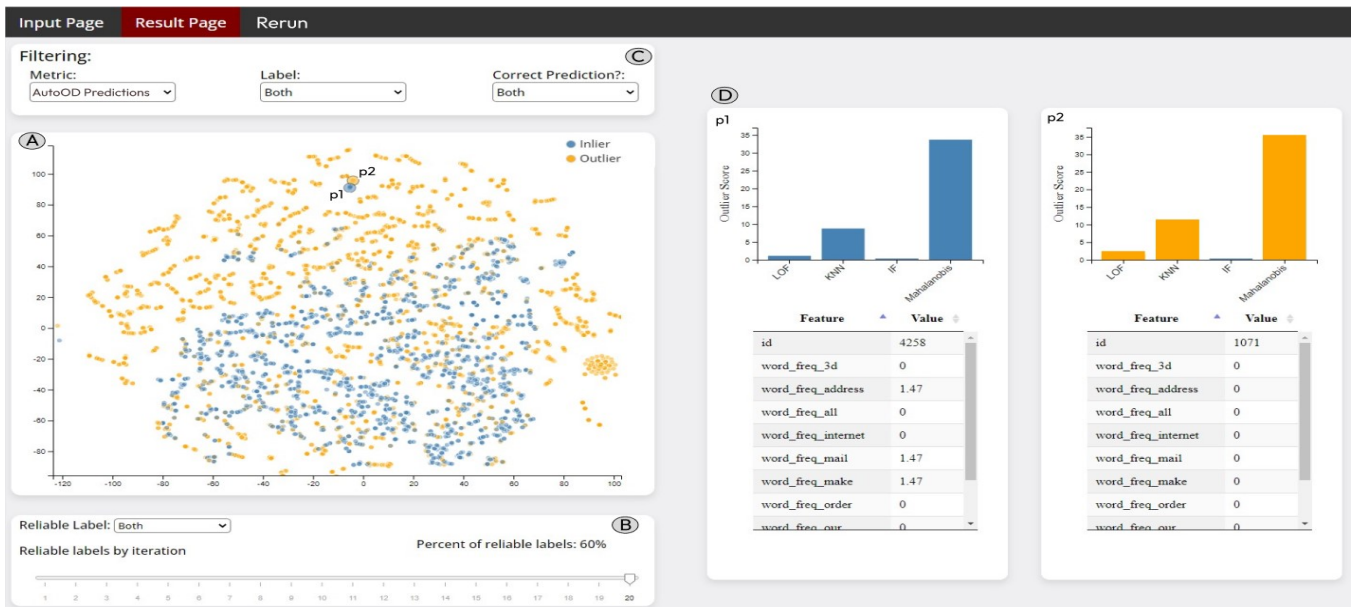 Input Page Result Page Rerun
Filtering:
C
Metric: Label: Correct Prediction?:
AutoOD Predictions Both Both
A
Inlier
Outlier
100
80
60
40
20
0
-20
-40
-60
-80
-120 -100 -80 -60 -40 -20 0 20 40 60 80 100
p2
p1
Reliable Label: Both
B
Reliable labels by iteration
Percent of reliable labels: 60%
1 2 3 4 5 6 7 8 9 10 11 12 13 14 15 16 17 18 19 20
D
p1
Outlier Score
35
30
25
20
15
10
5
0
LOF KNN IF Mahalanobis
Feature Value
id 4258
word_freq_3d 0
word_freq_address 1.47
word_freq_all 0
word_freq_internet 0
word_freq_mail 1.47
word_freq_make 1.47
word_freq_order 0
word_freq_our 0
p2
Outlier Score
35
30
25
20
15
10
5
0
LOF KNN IF Mahalanobis
Feature Value
id 1071
word_freq_3d 0
word_freq_address 0
word_freq_all 0
word_freq_internet 0
word_freq_mail 0
word_freq_make 0
word_freq_order 0
word_freq_our 0